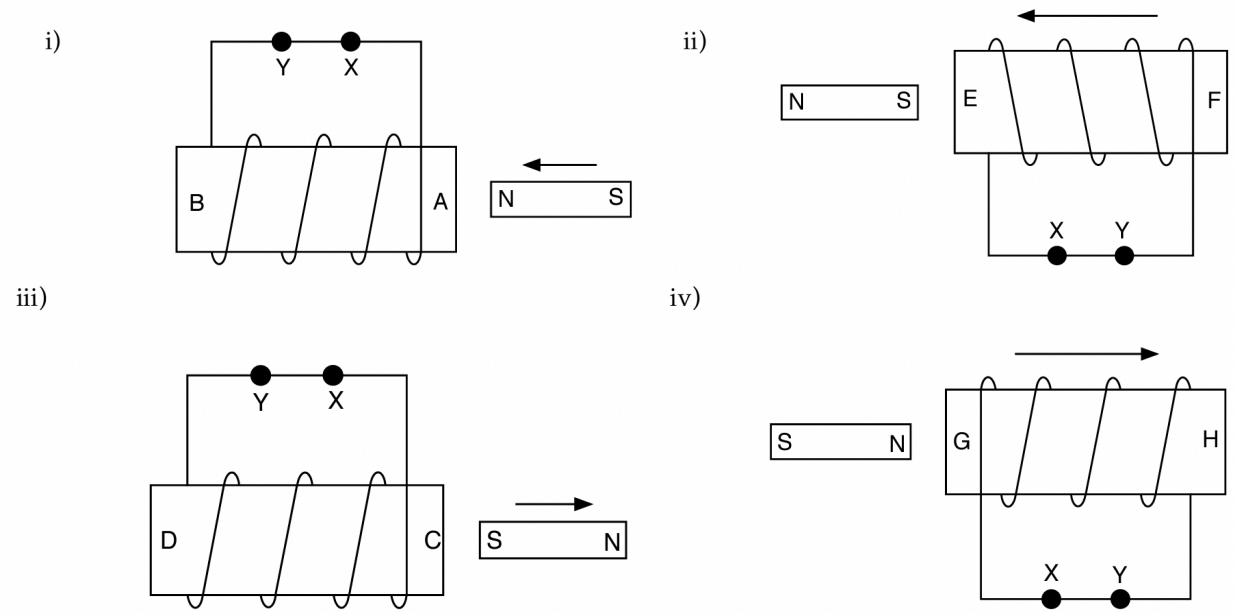 i)
Y X
B A
N S
ii)
N S
E F
X Y
iii)
Y X
D C
S N
iv)
S N
G H
X Y